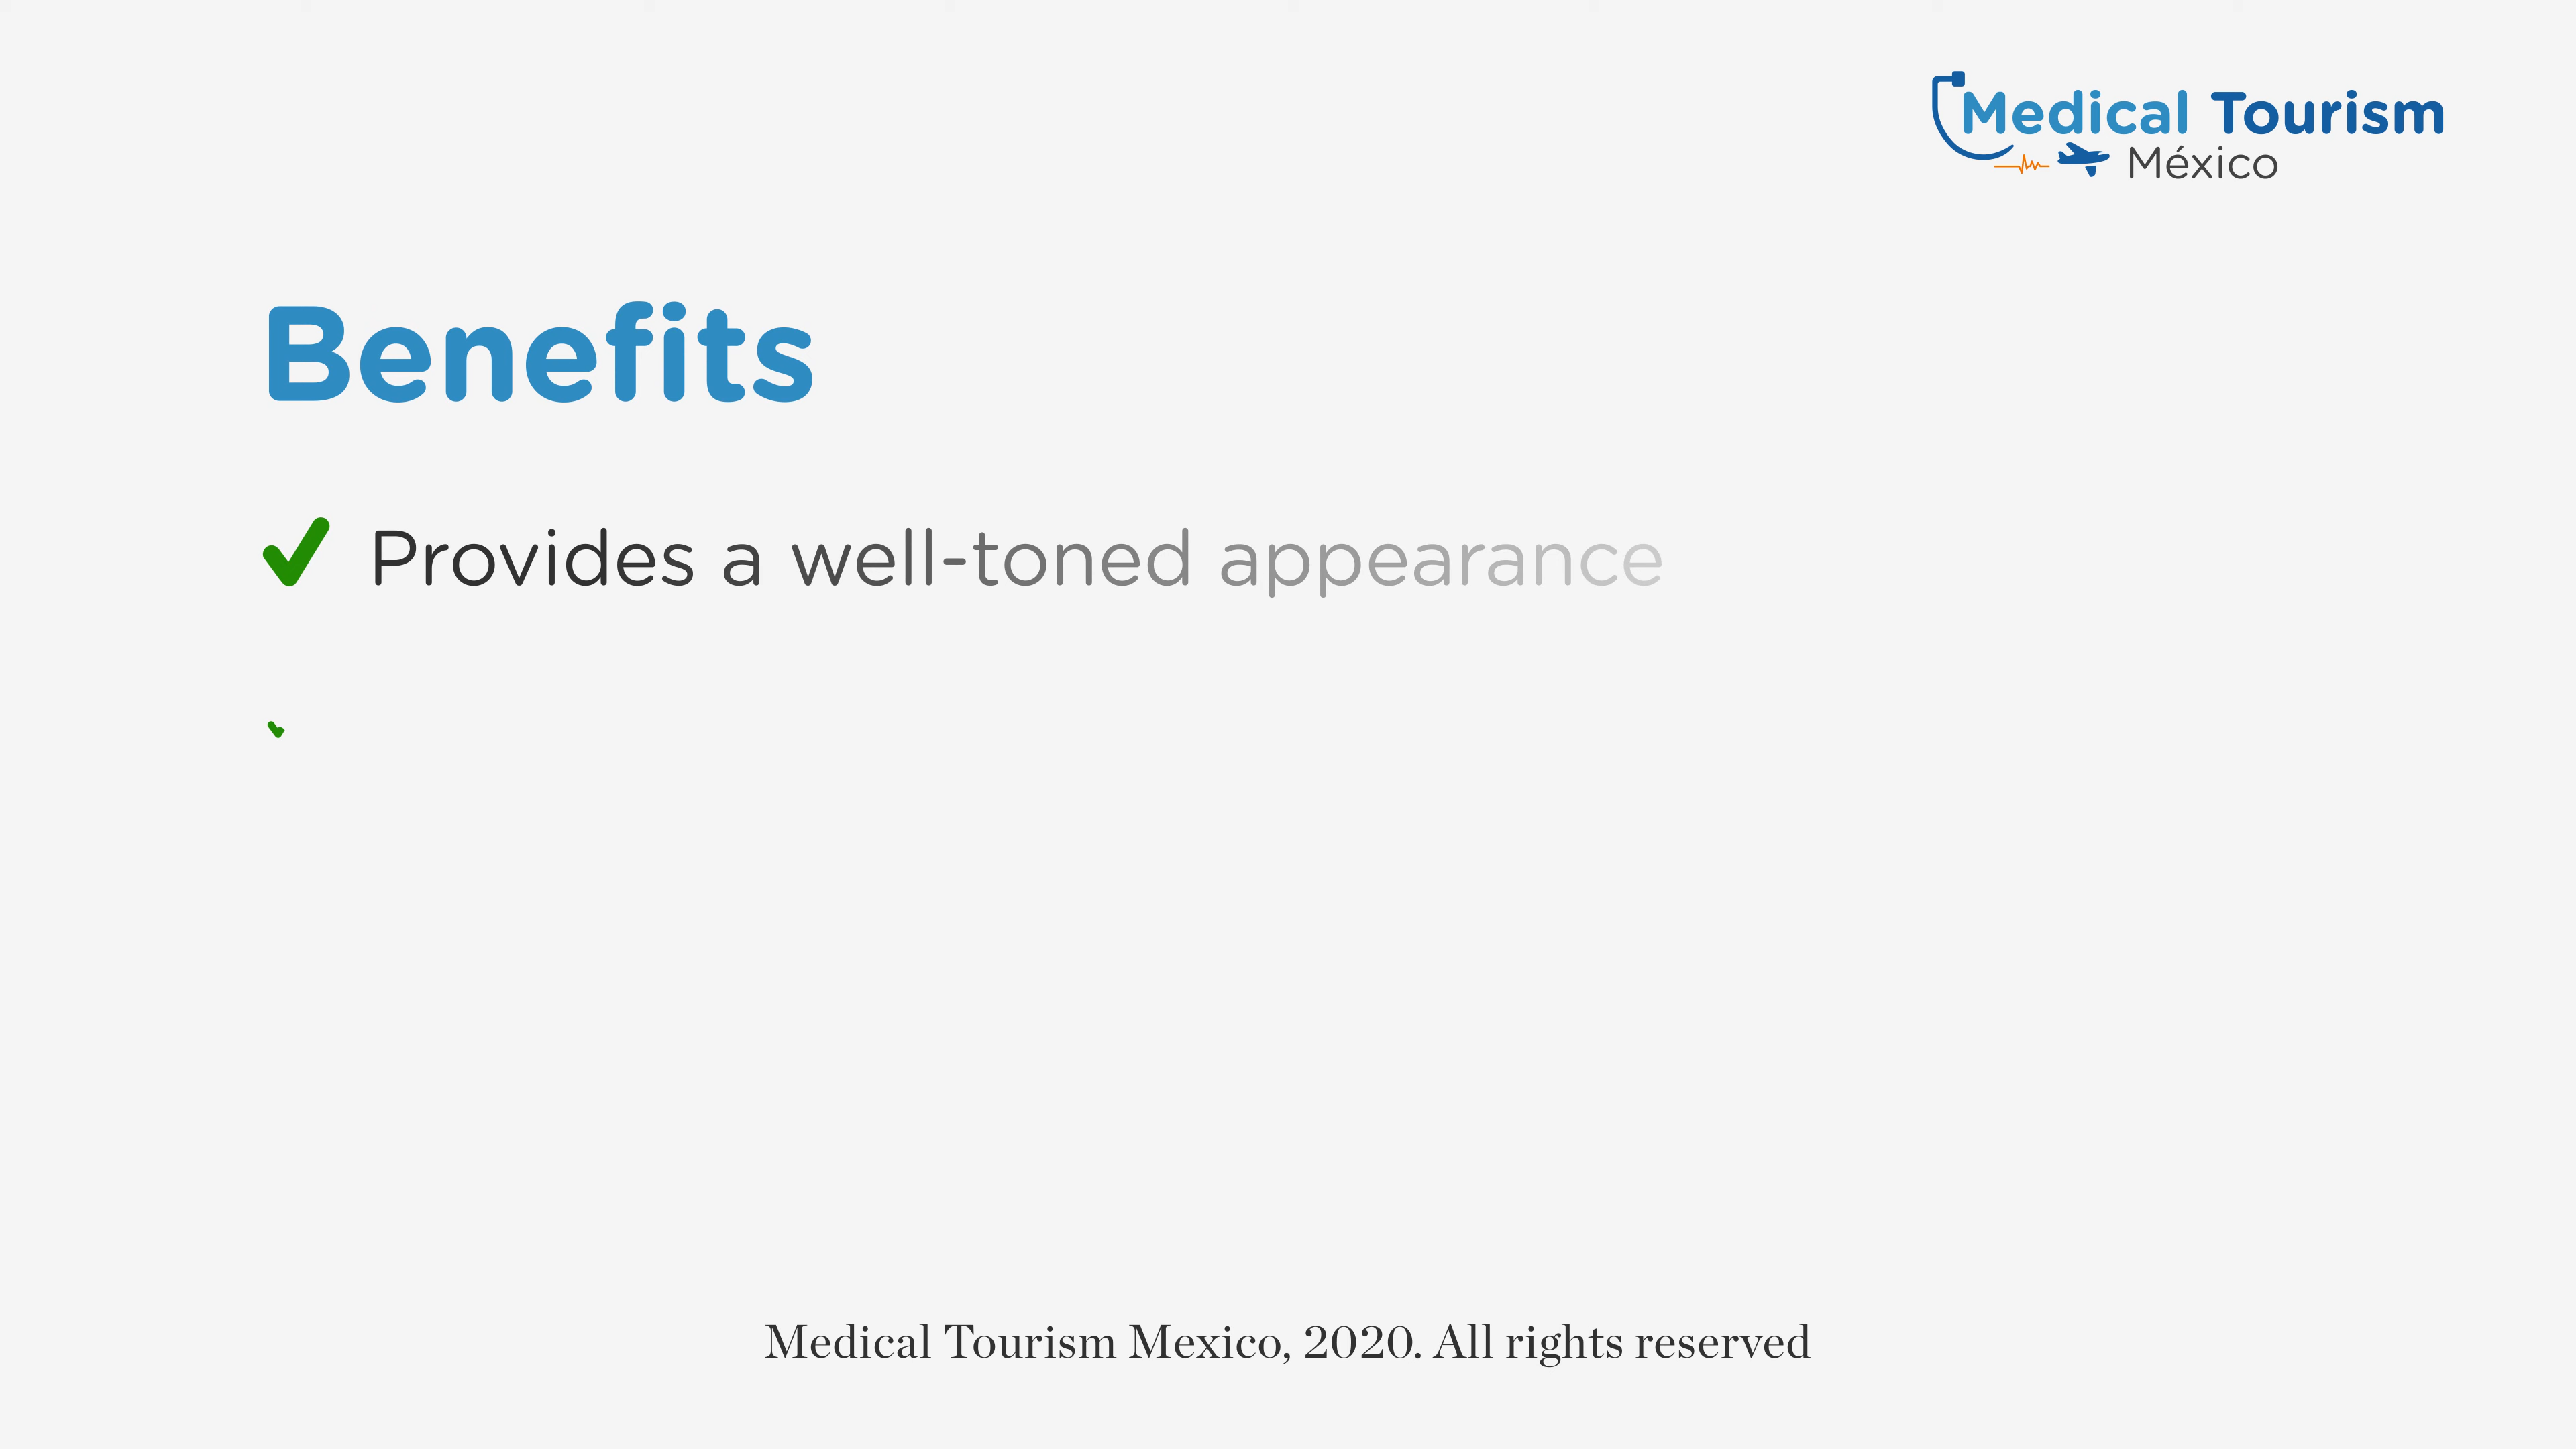 Medical Tourism
México
Benefits
Provides a well-toned appearance
Medical Tourism Mexico, 2020. All rights reserved